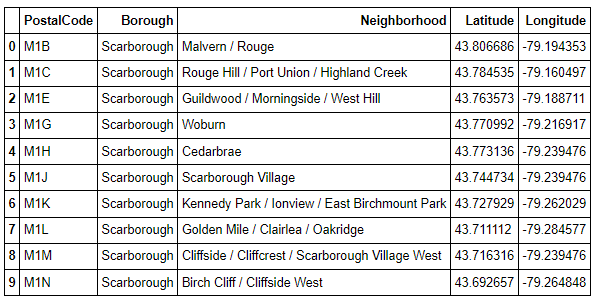 PostalCode Borough Neighborhood Latitude Longitude
0 M1B Scarborough Malvern / Rouge 43.806686 -79.194353
1 M1C Scarborough Rouge Hill / Port Union / Highland Creek 43.784535 -79.160497
2 M1E Scarborough Guildwood / Morningside / West Hill 43.763573 -79.188711
3 M1G Scarborough Woburn 43.770992 -79.216917
4 M1H Scarborough Cedarbrae 43.773136 -79.239476
5 M1J Scarborough Scarborough Village 43.744734 -79.239476
6 M1K Scarborough Kennedy Park / Ionview / East Birchmount Park 43.727929 -79.262029
7 M1L Scarborough Golden Mile / Clairlea / Oakridge 43.711112 -79.284577
8 M1M Scarborough Cliffside / Cliffcrest / Scarborough Village West 43.716316 -79.239476
9 M1N Scarborough Birch Cliff / Cliffside West 43.692657 -79.264848